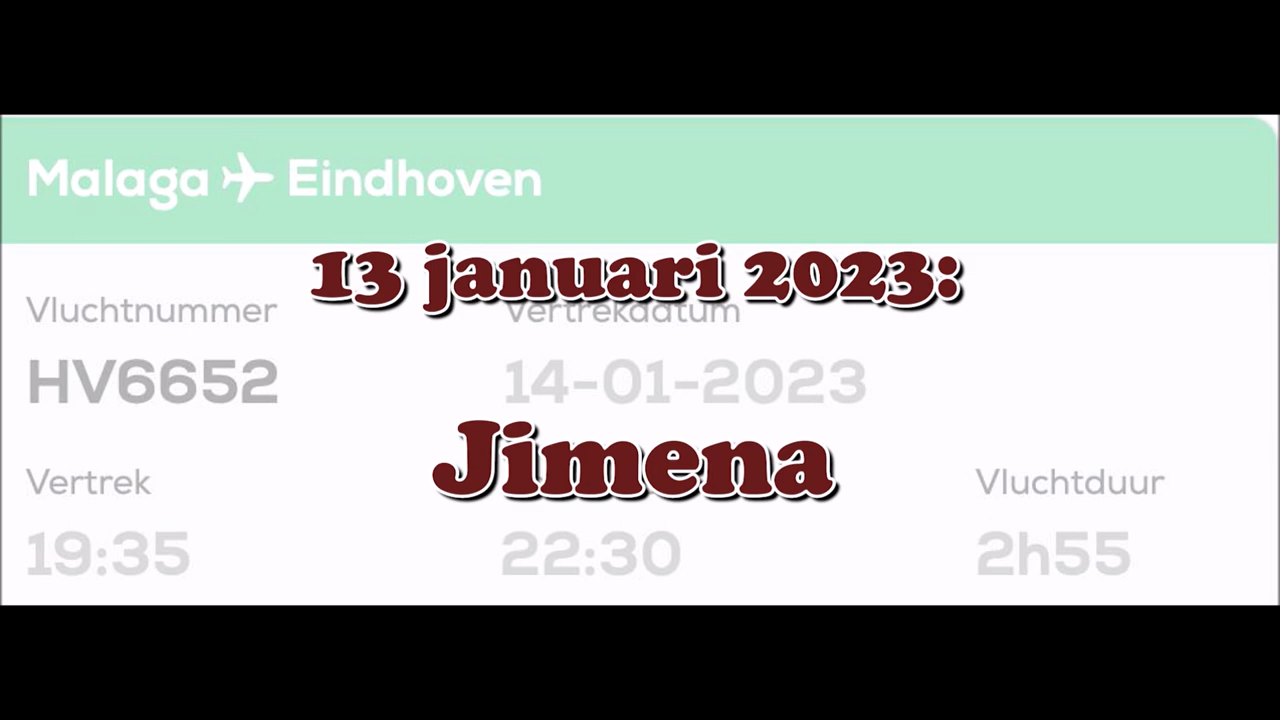 Malaga Eindhoven
13 januari 2023:
Vluchtnummer Vertrekdatum
HV6652 14-01-2023
Jimena
Vertrek Vluchtduur
19:35 22:30 2h55